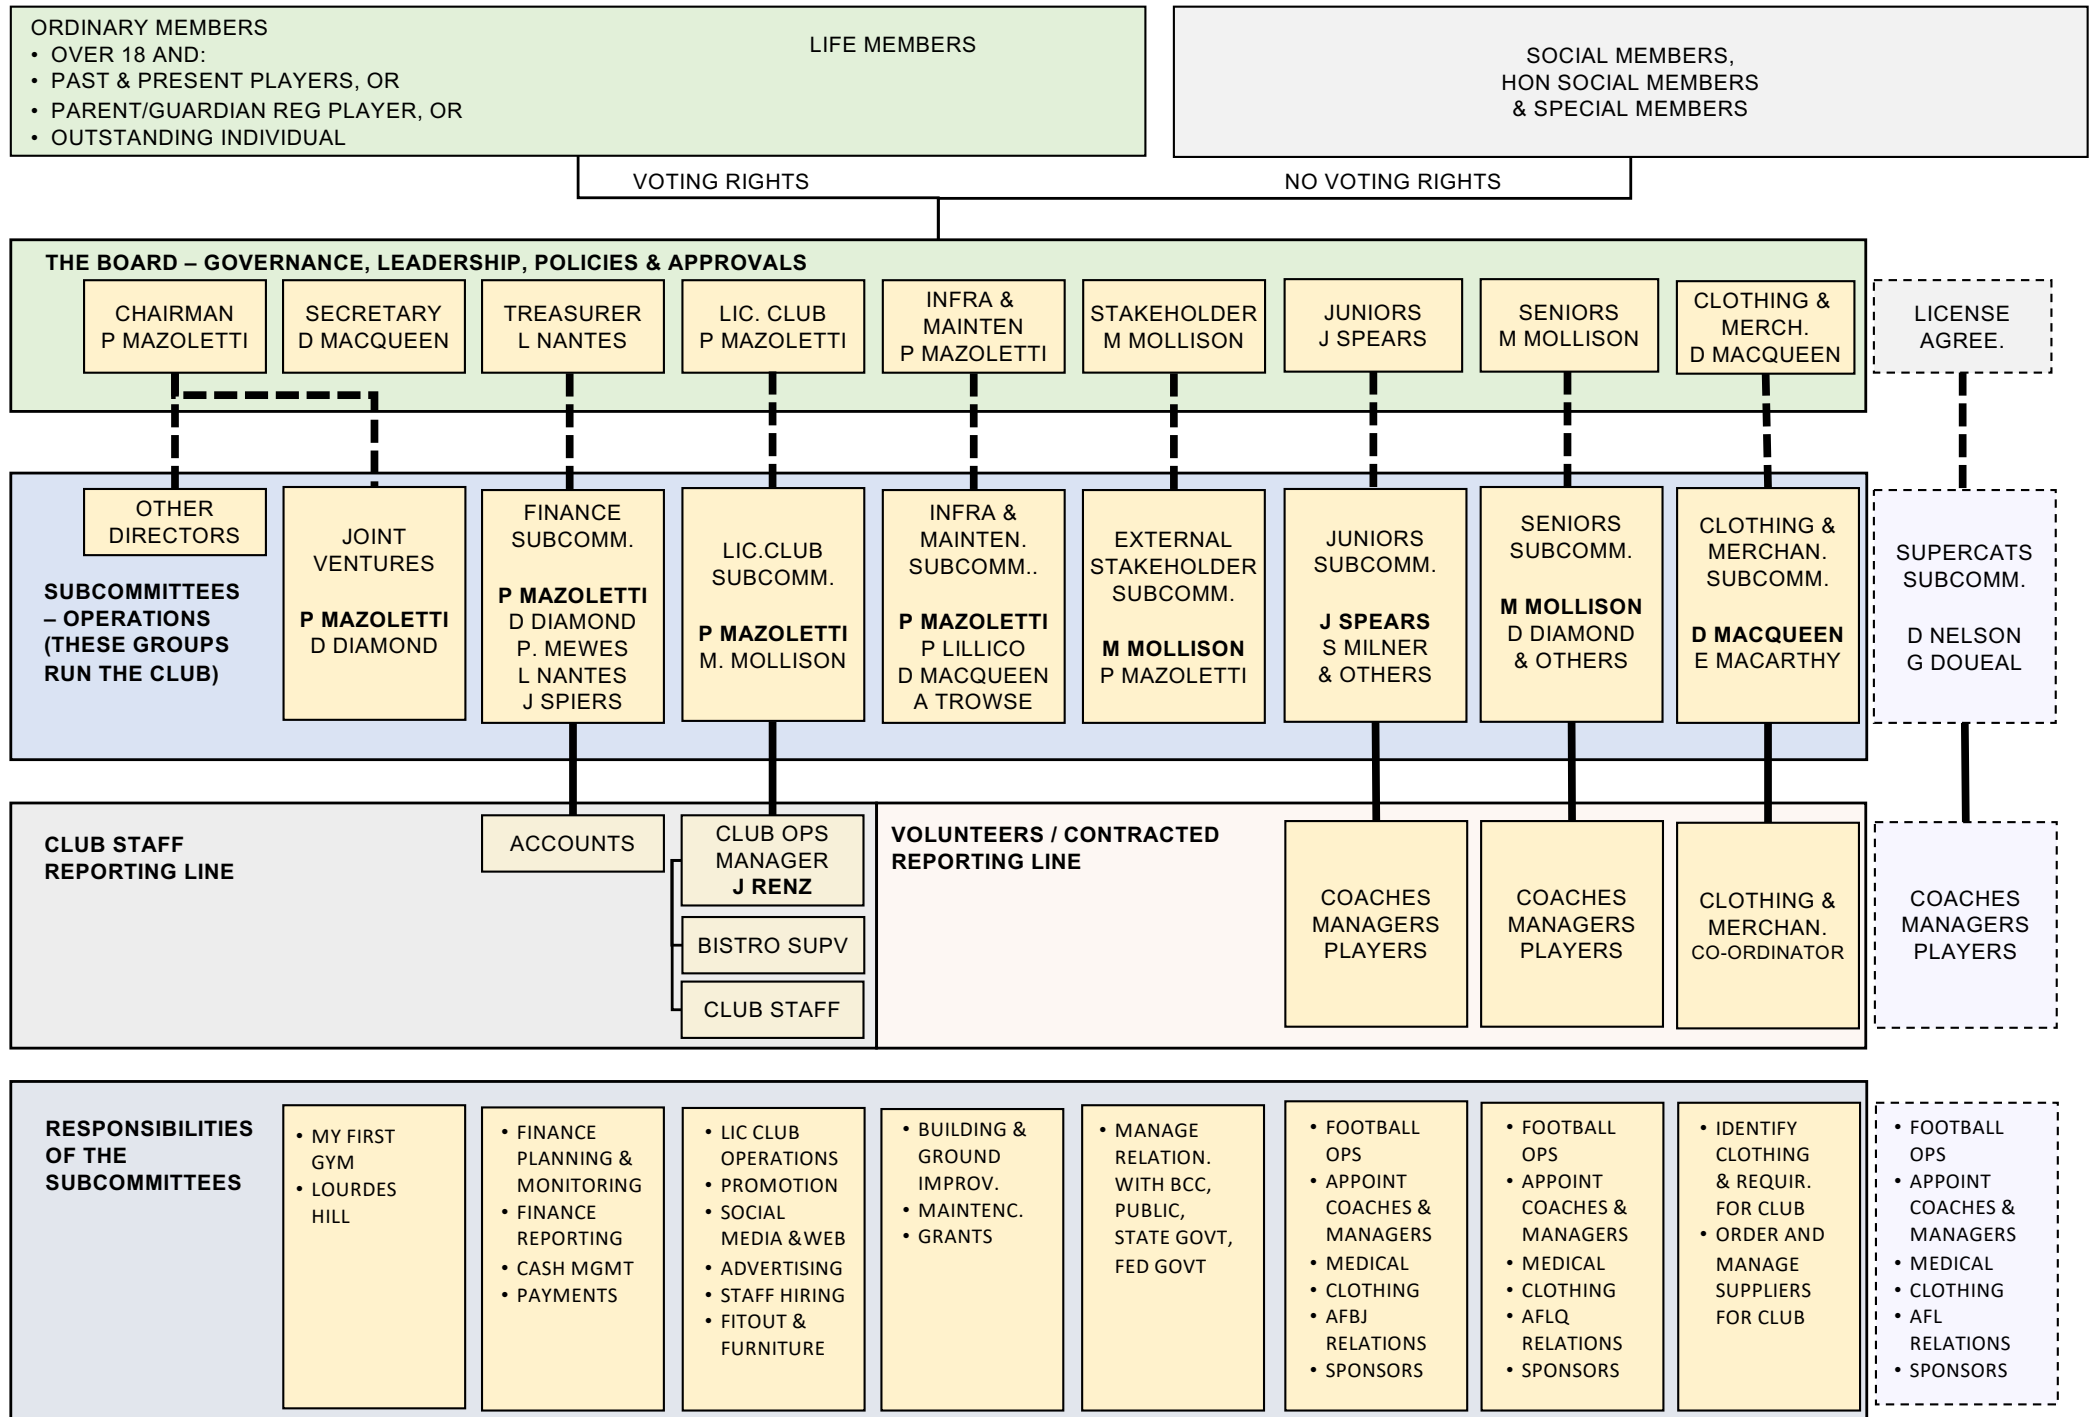 ORDINARY MEMBERS
• OVER 18 AND:
• PAST & PRESENT PLAYERS, OR
• PARENT/GUARDIAN REG PLAYER, OR
• OUTSTANDING INDIVIDUAL
LIFE MEMBERS
SOCIAL MEMBERS,
HON SOCIAL MEMBERS
& SPECIAL MEMBERS
VOTING RIGHTS
NO VOTING RIGHTS
THE BOARD – GOVERNANCE, LEADERSHIP, POLICIES & APPROVALS
CHAIRMAN
P MAZOLETTI
SECRETARY
D MACQUEEN
TREASURER
L NANTES
LIC. CLUB
P MAZOLETTI
INFRA &
MAINTEN
P MAZOLETTI
STAKEHOLDER
M MOLLISON
JUNIORS
J SPEARS
SENIORS
M MOLLISON
CLOTHING &
MERCH.
D MACQUEEN
LICENSE
AGREE.
OTHER
DIRECTORS
SUBCOMMITTEES
– OPERATIONS
(THESE GROUPS
RUN THE CLUB)
JOINT
VENTURES
P MAZOLETTI
D DIAMOND
FINANCE
SUBCOMM.
P MAZOLETTI
D DIAMOND
P. MEWES
L NANTES
J SPIERS
LIC.CLUB
SUBCOMM.
P MAZOLETTI
M. MOLLISON
INFRA &
MAINTEN.
SUBCOMM..
P MAZOLETTI
P LILLICO
D MACQUEEN
A TROWSE
EXTERNAL
STAKEHOLDER
SUBCOMM.
M MOLLISON
P MAZOLETTI
JUNIORS
SUBCOMM.
J SPEARS
S MILNER
& OTHERS
SENIORS
SUBCOMM.
M MOLLISON
D DIAMOND
& OTHERS
CLOTHING &
MERCHAN.
SUBCOMM.
D MACQUEEN
E MACARTHY
SUPERCATS
SUBCOMM.
D NELSON
G DOUEAL
CLUB STAFF
REPORTING LINE
ACCOUNTS
CLUB OPS
MANAGER
J RENZ
BISTRO SUPV
CLUB STAFF
VOLUNTEERS / CONTRACTED
REPORTING LINE
COACHES
MANAGERS
PLAYERS
COACHES
MANAGERS
PLAYERS
CLOTHING &
MERCHAN.
CO-ORDINATOR
COACHES
MANAGERS
PLAYERS
RESPONSIBILITIES
OF THE
SUBCOMMITTEES
• MY FIRST
GYM
• LOURDES
HILL
• FINANCE
PLANNING &
MONITORING
• FINANCE
REPORTING
• CASH MGMT
• PAYMENTS
• LIC CLUB
OPERATIONS
• PROMOTION
• SOCIAL
MEDIA &WEB
• ADVERTISING
• STAFF HIRING
• FITOUT &
FURNITURE
• BUILDING &
GROUND
IMPROV.
• MAINTENC.
• GRANTS
• MANAGE
RELATION.
WITH BCC,
PUBLIC,
STATE GOVT,
FED GOVT
• FOOTBALL
OPS
• APPOINT
COACHES &
MANAGERS
• MEDICAL
• CLOTHING
• AFBJ
RELATIONS
• SPONSORS
• FOOTBALL
OPS
• APPOINT
COACHES &
MANAGERS
• MEDICAL
• CLOTHING
• AFLQ
RELATIONS
• SPONSORS
• IDENTIFY
CLOTHING
& REQUIR.
FOR CLUB
• ORDER AND
MANAGE
SUPPLIERS
FOR CLUB
• FOOTBALL
OPS
• APPOINT
COACHES &
MANAGERS
• MEDICAL
• CLOTHING
• AFL
RELATIONS
• SPONSORS